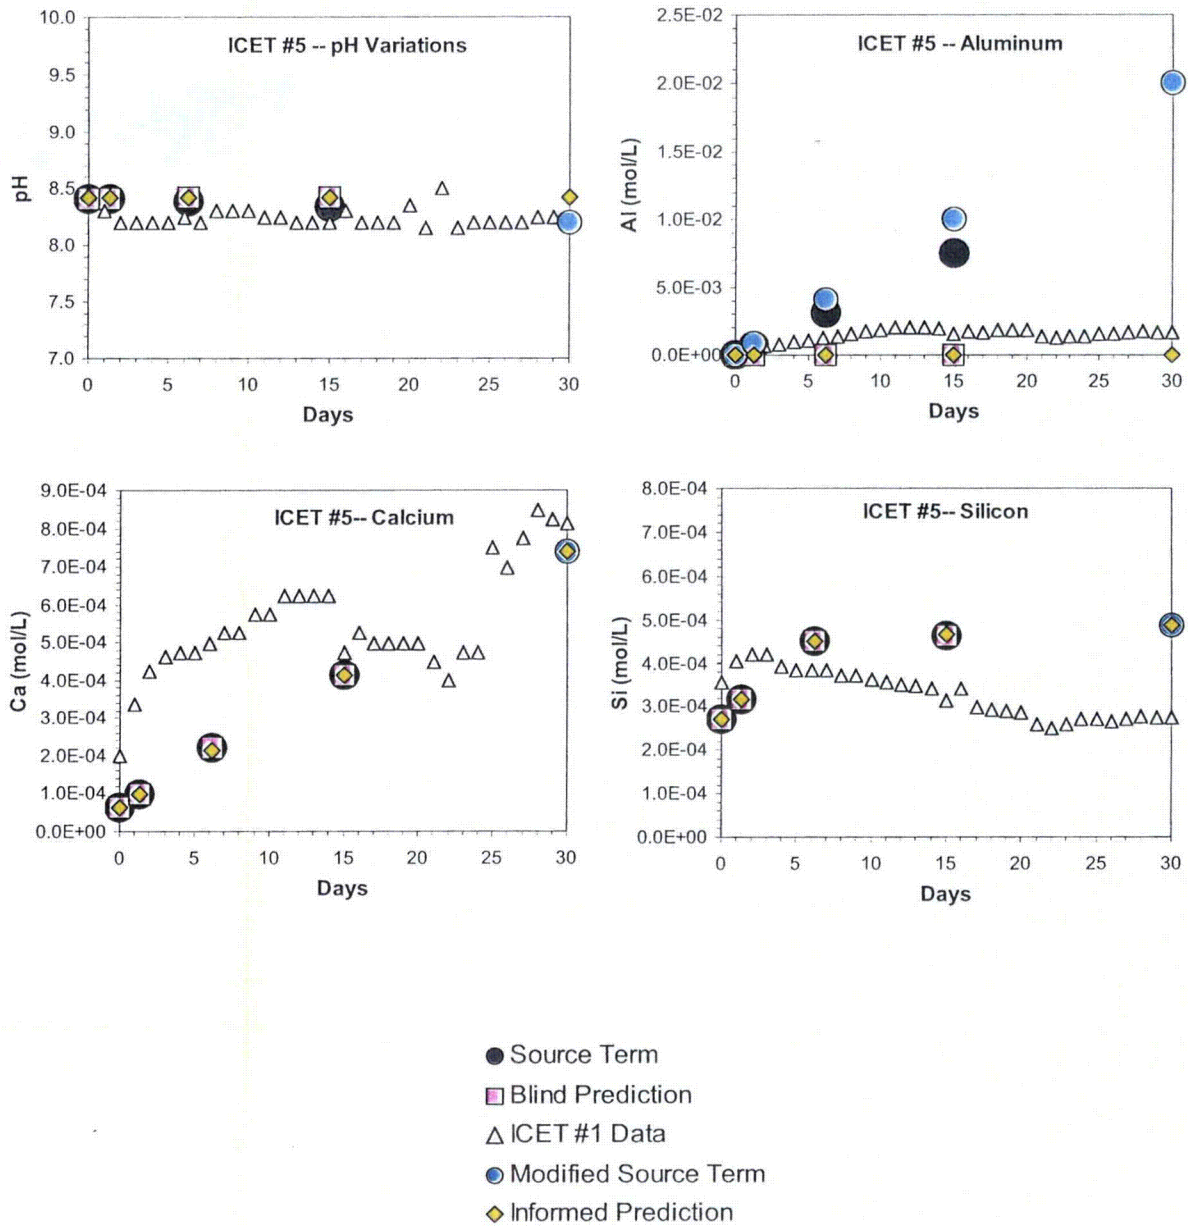 ICET #5 -- pH Variations
10.0
9.5
9.0
8.5
8.0
7.5
7.0
pH
0 5 10 15 20 25 30
Days
ICET #5 -- Aluminum
2.5E-02
2.0E-02
1.5E-02
1.0E-02
5.0E-03
0.0E+00
Al (mol/L)
0 5 10 15 20 25 30
Days
ICET #5-- Calcium
9.0E-04
8.0E-04
7.0E-04
6.0E-04
5.0E-04
4.0E-04
3.0E-04
2.0E-04
1.0E-04
0.0E+00
Ca (mol/L)
0 5 10 15 20 25 30
Days
ICET #5-- Silicon
8.0E-04
7.0E-04
6.0E-04
5.0E-04
4.0E-04
3.0E-04
2.0E-04
1.0E-04
0.0E+00
Si (mol/L)
0 5 10 15 20 25 30
Days
Source Term
Blind Prediction
ICET #1 Data
Modified Source Term
Informed Prediction